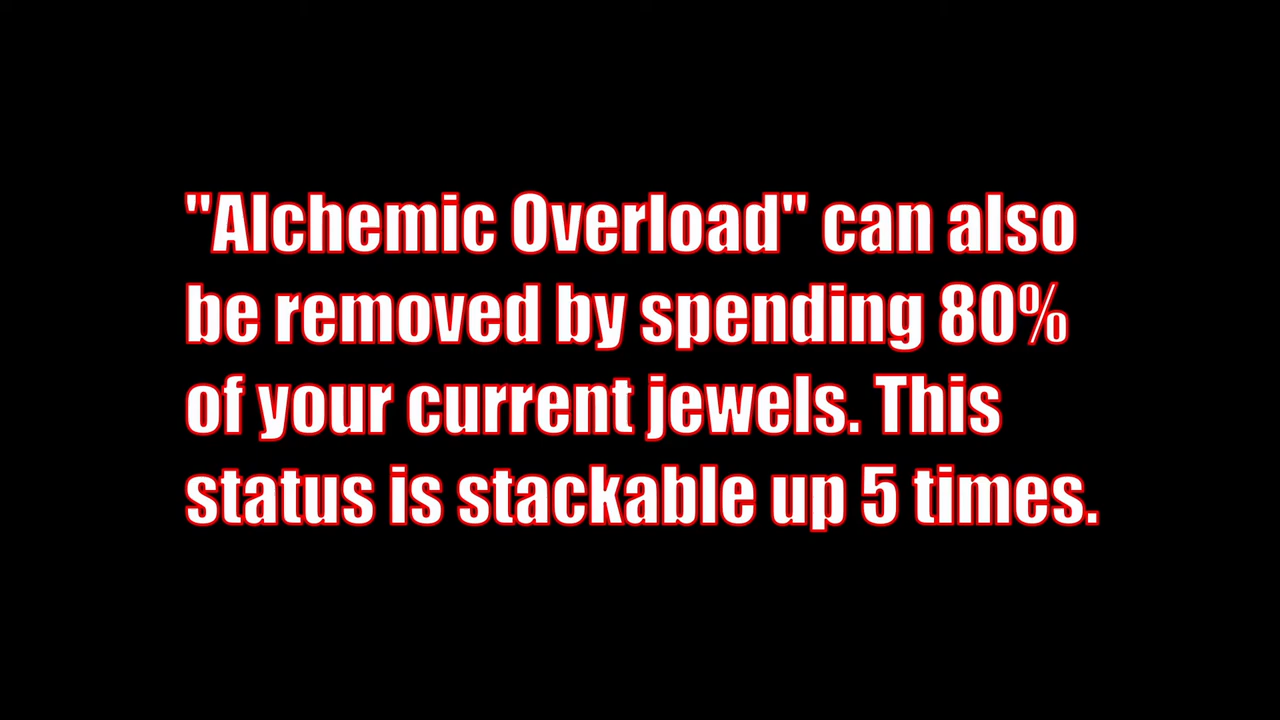 "Alchemic Overload" can also
be removed by spending 80%
of your current jewels. This
status is stackable up 5 times.